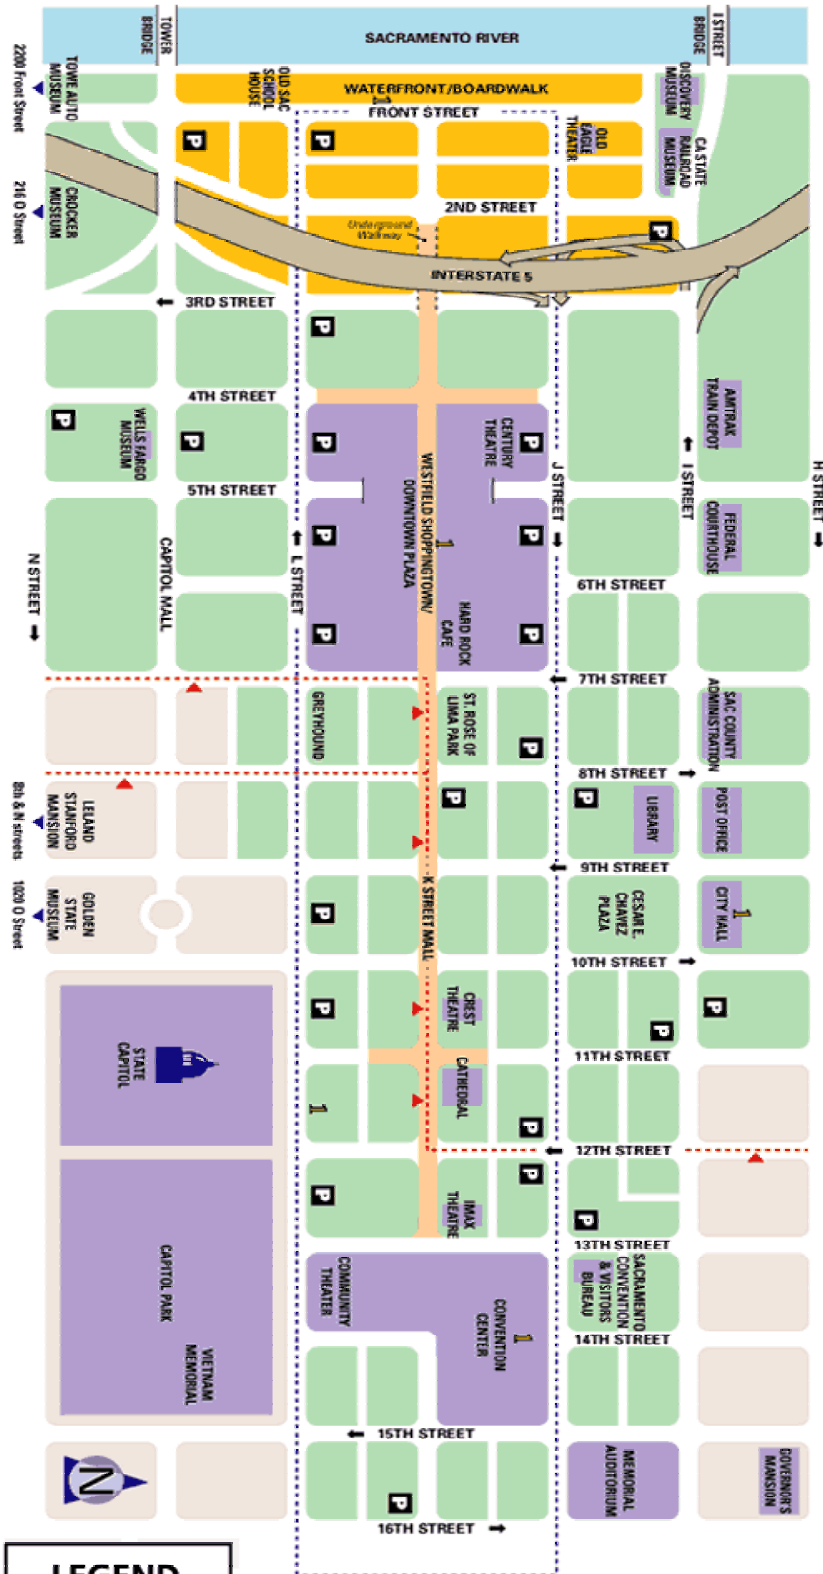 TOWER
BRIDGE
I STREET
BRIDGE
SACRAMENTO RIVER
TOWE AUTO
MUSEUM
2200 Front Street
OLD SAC
SCHOOL
HOUSE
WATERFRONT/BOARDWALK
1
DISCOVERY
MUSEUM
FRONT STREET
P
P
OLD
EAGLE
THEATER
CA STATE
RAILROAD
MUSEUM
CROCKER
MUSEUM
216 O Street
2ND STREET
Underground
Walkway
P
INTERSTATE 5
3RD STREET
P
4TH STREET
AMTRAK
TRAIN DEPOT
P
WELLS FARGO
MUSEUM
P
P
CENTURY
THEATRE
P
5TH STREET
WESTFIELD SHOPPINGTOWN/
DOWNTOWN PLAZA
J STREET
I STREET
H STREET
N STREET
CAPITOL MALL
L STREET
P
1
P
FEDERAL
COURTHOUSE
6TH STREET
P
HARD ROCK
CAFE
P
7TH STREET
GREYHOUND
ST. ROSE OF
LIMA PARK
P
SAC COUNTY
ADMINISTRATION
8TH STREET
LELAND
STANFORD
MANSION
8th & N streets
P
P
LIBRARY
POST OFFICE
9TH STREET
GOLDEN
STATE
MUSEUM
1020 O Street
P
K STREET MALL
CESAR E.
CHAVEZ
PLAZA
CITY HALL
1
10TH STREET
P
CREST
THEATRE
P
P
11TH STREET
STATE
CAPITOL
1
CATHEDRAL
P
12TH STREET
P
IMAX
THEATRE
P
P
13TH STREET
CAPITOL PARK
VIETNAM
MEMORIAL
COMMUNITY
THEATER
CONVENTION
CENTER
1
SACRAMENTO
CONVENTION
& VISITORS
BUREAU
14TH STREET
15TH STREET
N
P
MEMORIAL
AUDITORIUM
GOVERNOR'S
MANSION
16TH STREET
LEGEND